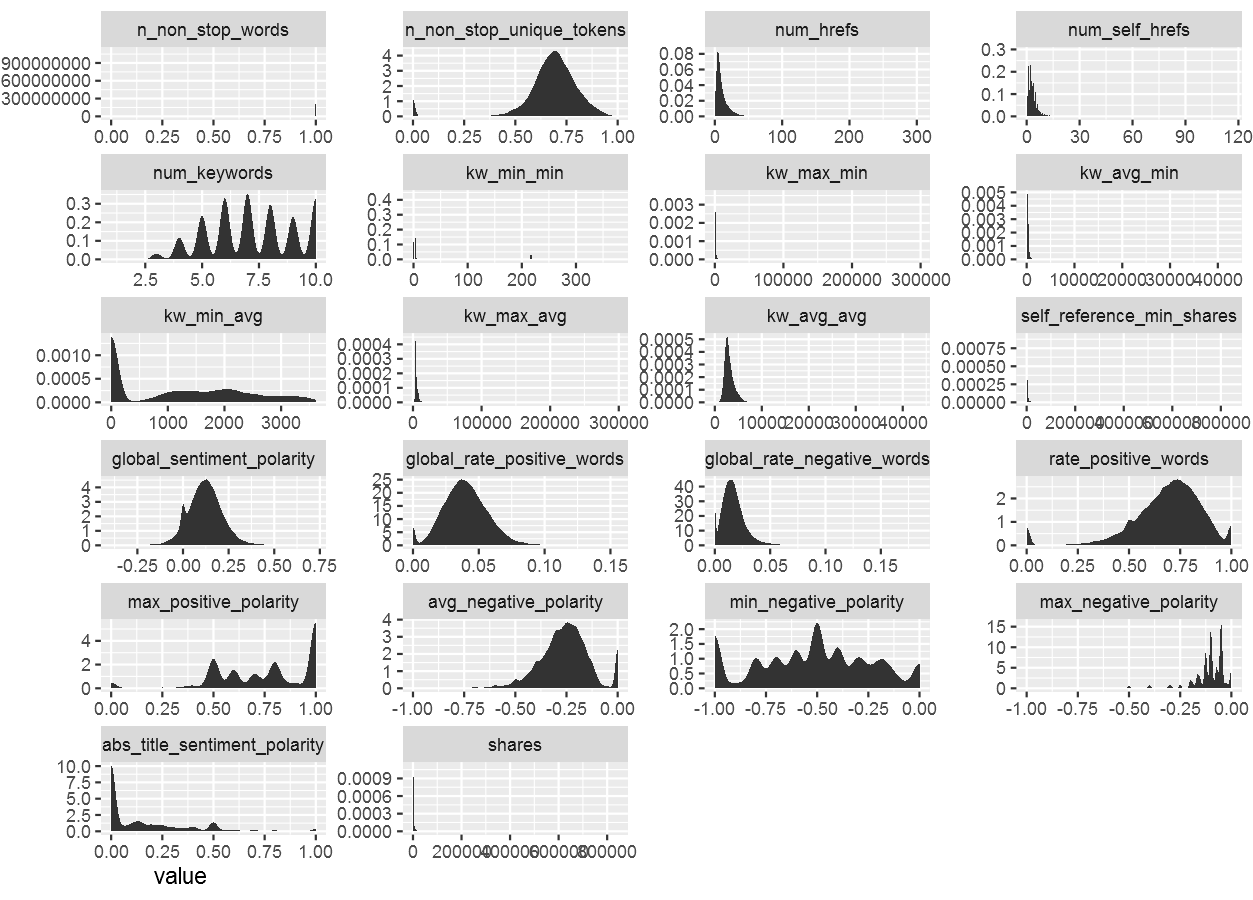 n_non_stop_words
n_non_stop_unique_tokens
num_hrefs
num_self_hrefs
900000000
600000000
300000000
0
0.00 0.25 0.50 0.75 1.00
4
3
2
1
0
0.00 0.25 0.50 0.75 1.00
0.08
0.06
0.04
0.02
0.00
0 100 200 300
0.3
0.2
0.1
0.0
0 30 60 90 120
num_keywords
kw_min_min
kw_max_min
kw_avg_min
0.3
0.2
0.1
0.0
2.5 5.0 7.5 10.0
0.4
0.3
0.2
0.1
0.0
0 100 200 300
0.003
0.002
0.001
0.000
0 100000 200000 300000
0.005
0.004
0.003
0.002
0.001
0.000
0 10000 20000 30000 40000
kw_min_avg
kw_max_avg
kw_avg_avg
self_reference_min_shares
0.0010
0.0005
0.0000
0 1000 2000 3000
0.0004
0.0003
0.0002
0.0001
0.0000
0 100000 200000 300000
0.0005
0.0004
0.0003
0.0002
0.0001
0.0000
0 10000 20000 30000 40000
0.00075
0.00050
0.00025
0.00000
0 200000 400000 600000 800000
global_sentiment_polarity
global_rate_positive_words
global_rate_negative_words
rate_positive_words
4
3
2
1
0
-0.25 0.00 0.25 0.50 0.75
25
20
15
10
5
0
0.00 0.05 0.10 0.15
40
30
20
10
0
0.00 0.05 0.10 0.15
2
1
0
0.00 0.25 0.50 0.75 1.00
max_positive_polarity
avg_negative_polarity
min_negative_polarity
max_negative_polarity
4
2
0
0.00 0.25 0.50 0.75 1.00
4
3
2
1
0
-1.00 -0.75 -0.50 -0.25 0.00
2.0
1.5
1.0
0.5
0.0
-1.00 -0.75 -0.50 -0.25 0.00
15
10
5
0
-1.00 -0.75 -0.50 -0.25 0.00
abs_title_sentiment_polarity
shares
10.0
7.5
5.0
2.5
0.0
0.00 0.25 0.50 0.75 1.00
0.0009
0.0006
0.0003
0.0000
0 200000 400000 600000 800000
value